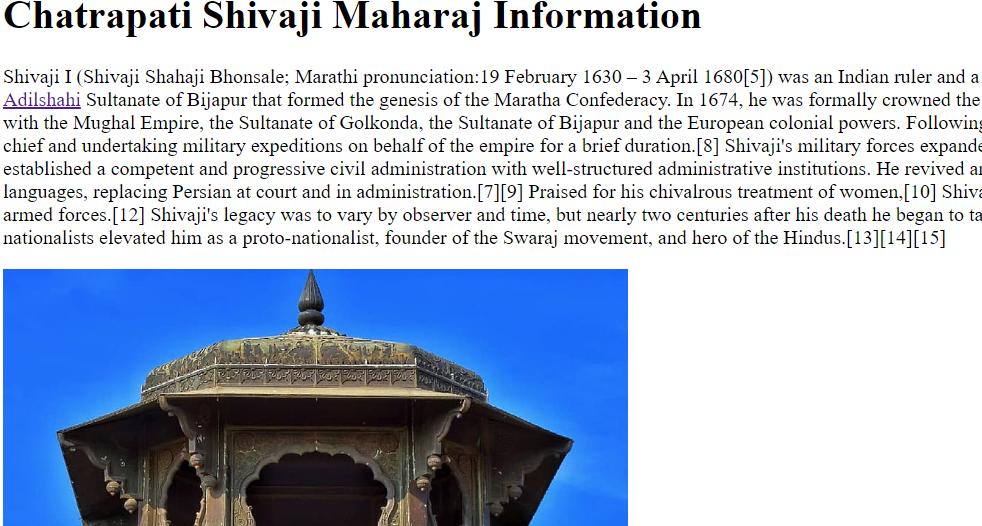 Chatrapati Shivaji Maharaj Information
Shivaji I (Shivaji Shahaji Bhonsale; Marathi pronunciation:19 February 1630 – 3 April 1680[5]) was an Indian ruler and a
Adilshahi Sultanate of Bijapur that formed the genesis of the Maratha Confederacy. In 1674, he was formally crowned the
with the Mughal Empire, the Sultanate of Golkonda, the Sultanate of Bijapur and the European colonial powers. Following
chief and undertaking military expeditions on behalf of the empire for a brief duration.[8] Shivaji's military forces expande
established a competent and progressive civil administration with well-structured administrative institutions. He revived an
languages, replacing Persian at court and in administration.[7][9] Praised for his chivalrous treatment of women,[10] Shiva
armed forces.[12] Shivaji's legacy was to vary by observer and time, but nearly two centuries after his death he began to ta
nationalists elevated him as a proto-nationalist, founder of the Swaraj movement, and hero of the Hindus.[13][14][15]